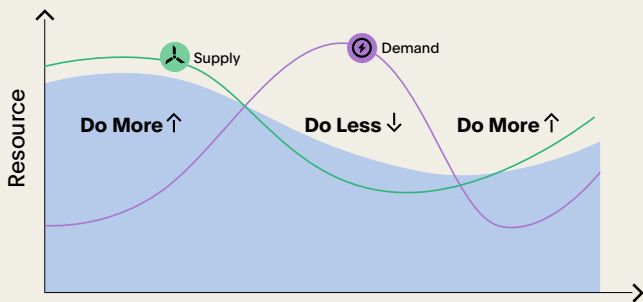 Supply
Demand
Do More ↑
Do Less ↓
Do More ↑
Resource